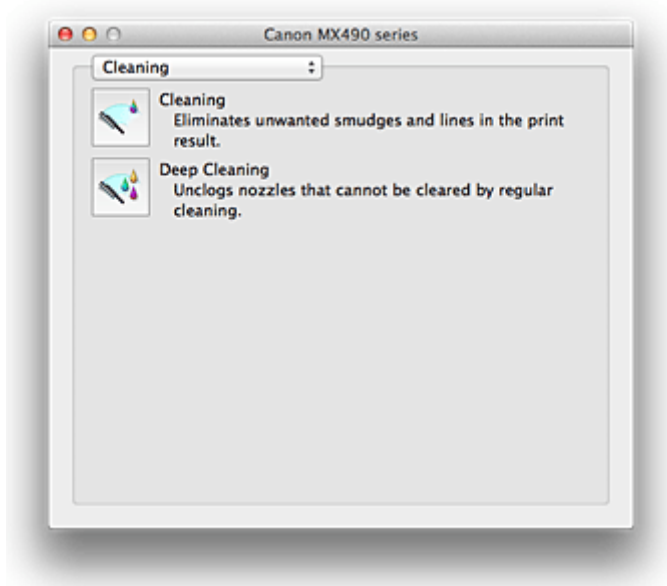 Canon MX490 series
Cleaning
Cleaning
Eliminates unwanted smudges and lines in the print
result.
Deep Cleaning
Unclogs nozzles that cannot be cleared by regular
cleaning.